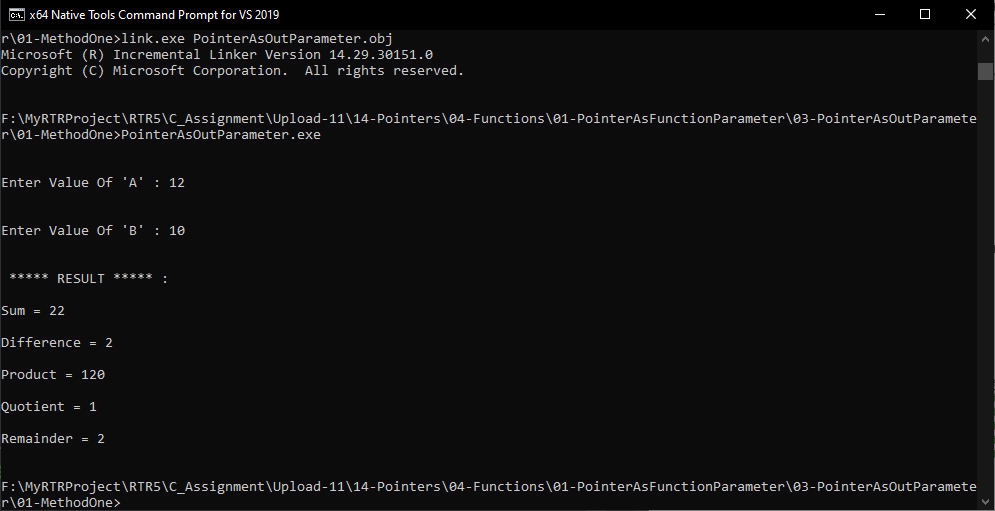 x64 Native Tools Command Prompt for VS 2019
r\01-MethodOne>link.exe PointerAsOutParameter.obj
Microsoft (R) Incremental Linker Version 14.29.30151.0
Copyright (C) Microsoft Corporation.  All rights reserved.
F:\MyRTRProject\RTR5\C_Assignment\Upload-11\14-Pointers\04-Functions\01-PointerAsFunctionParameter\03-PointerAsOutParamete
r\01-MethodOne>PointerAsOutParameter.exe
Enter Value Of 'A' : 12
Enter Value Of 'B' : 10
***** RESULT ***** :
Sum = 22
Difference = 2
Product = 120
Quotient = 1
Remainder = 2
F:\MyRTRProject\RTR5\C_Assignment\Upload-11\14-Pointers\04-Functions\01-PointerAsFunctionParameter\03-PointerAsOutParamete
r\01-MethodOne>